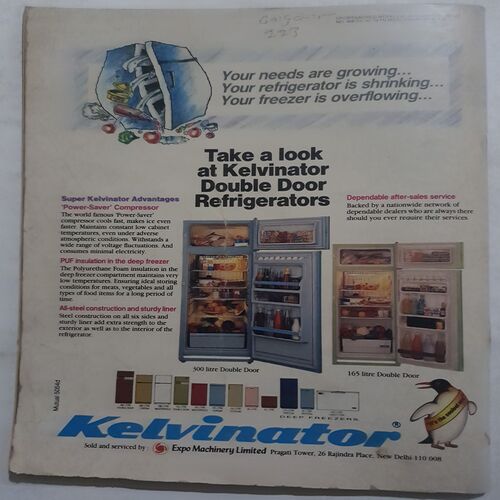 223
Your needs are growing...
Your refrigerator is shrinking...
Your freezer is overflowing...
Take a look
at Kelvinator
Double Door
Refrigerators
Super Kelvinator Advantages
'Power-Saver' Compressor
The world famous 'Power-Saver'
compressor cools fast, makes ice even
faster. Maintains constant low cabinet
temperatures, even under adverse
atmospheric conditions. Withstands a
wide range of voltage fluctuations. And
consumes minimal electricity.
PUF insulation in the deep freezer
The Polyurethane Foam insulation in the
deep freezer compartment maintains very
low temperatures. Ensuring ideal storing
conditions for meats, vegetables and all
types of food items for a long period of
time.
All-steel construction and sturdy liner
Steel construction on all six sides and
sturdy liner add extra strength to the
exterior as well as to the interior of the
refrigerator.
Dependable after-sales service
Backed by a nationwide network of
dependable dealers who are always there
should you ever require their services.
300 litre Double Door
165 litre Double Door
DEEP FREEZERS
Mutual 5054d
Kelvinator®
It's the coolest one
Sold and serviced by: Expo Machinery Limited Pragati Tower, 26 Rajindra Place, New Delhi-110 008